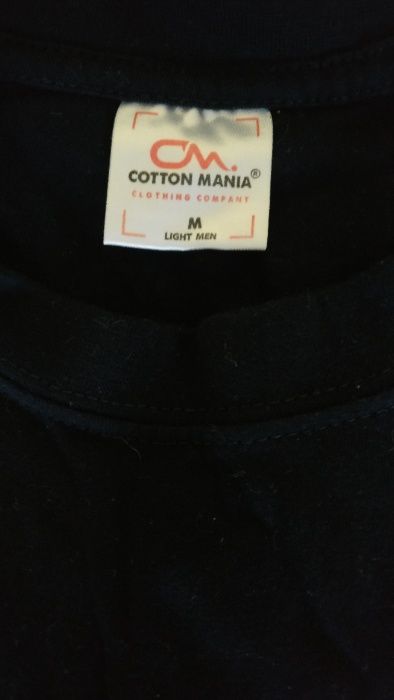 CM.
COTTON MANIA®
CLOTHING COMPANY
M
LIGHT MEN